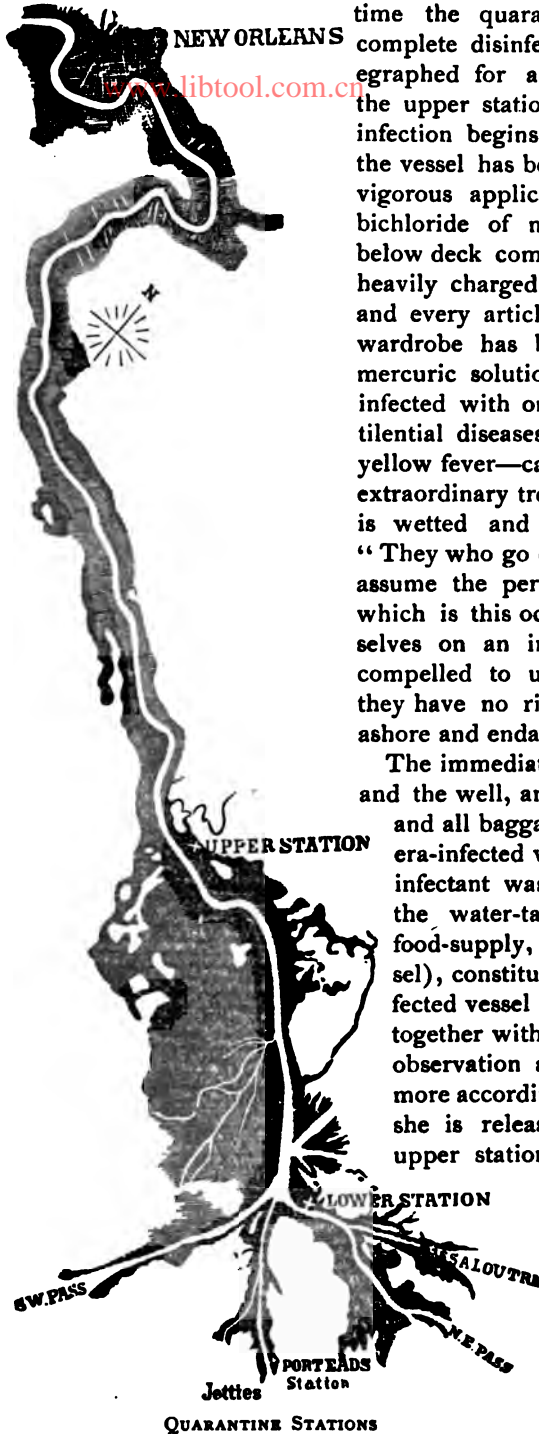 NEW ORLEANS
www.libtool.com.cn
time the quara
complete disinfe
egraphed for a
the upper statio
infection begins
the vessel has be
vigorous applic
bichloride of m
below deck com
heavily charged
and every articl
wardrobe has b
mercuric solutio
infected with or
tilential diseases
yellow fever—ca
extraordinary tre
is wetted and
“They who go
assume the per
which is this oc
selves on an in
compelled to u
they have no ri
ashore and enda
The immediat
and the well, an
and all bagga
era-infected v
infectant was
the water-ta
food-supply,
sel), constitu
fected vessel
together with
observation a
more accordi
she is releas
upper station
N
UPPER STATION
LOWER STATION
S.W. PASS
N.E. PASS
PORT EADS
Station
Jetties
QUARANTINE STATIONS